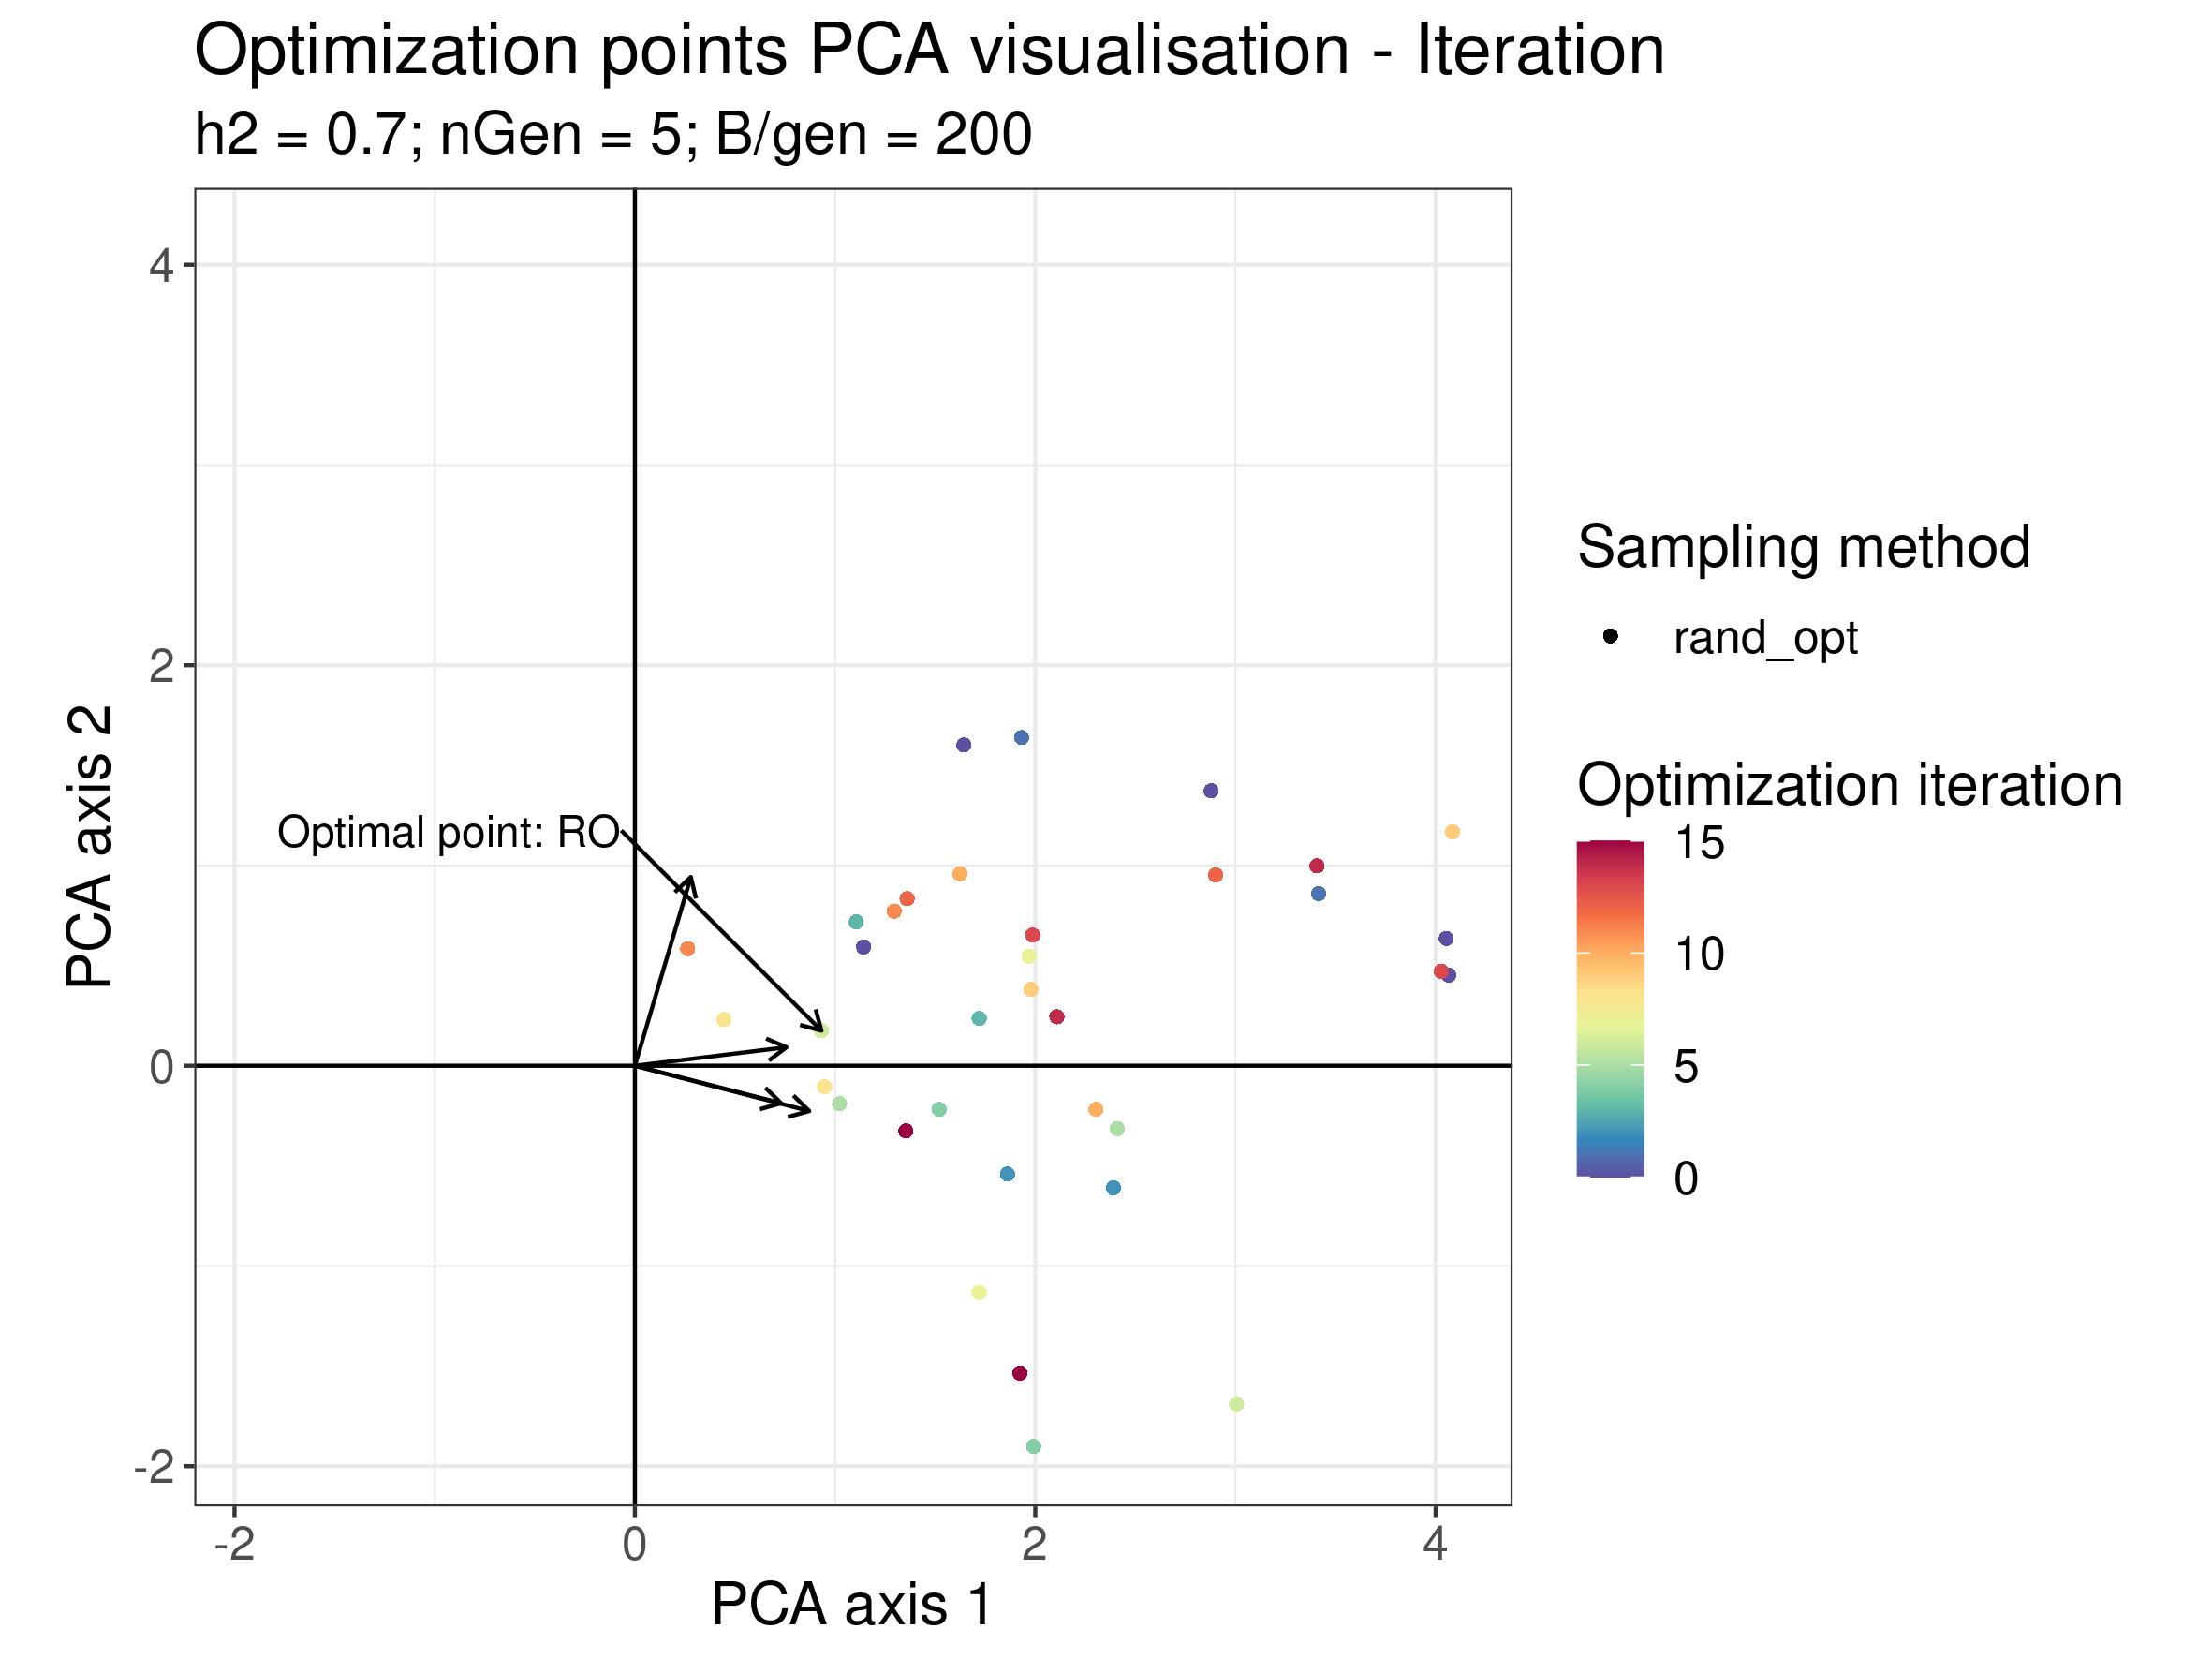 Optimization points PCA visualisation - Iteration
h2 = 0.7; nGen = 5; B/gen = 200
PCA axis 2
4
2
0
-2
Optimal point: RO
-2
0
2
4
PCA axis 1
Sampling method
rand_opt
Optimization iteration
15
10
5
0